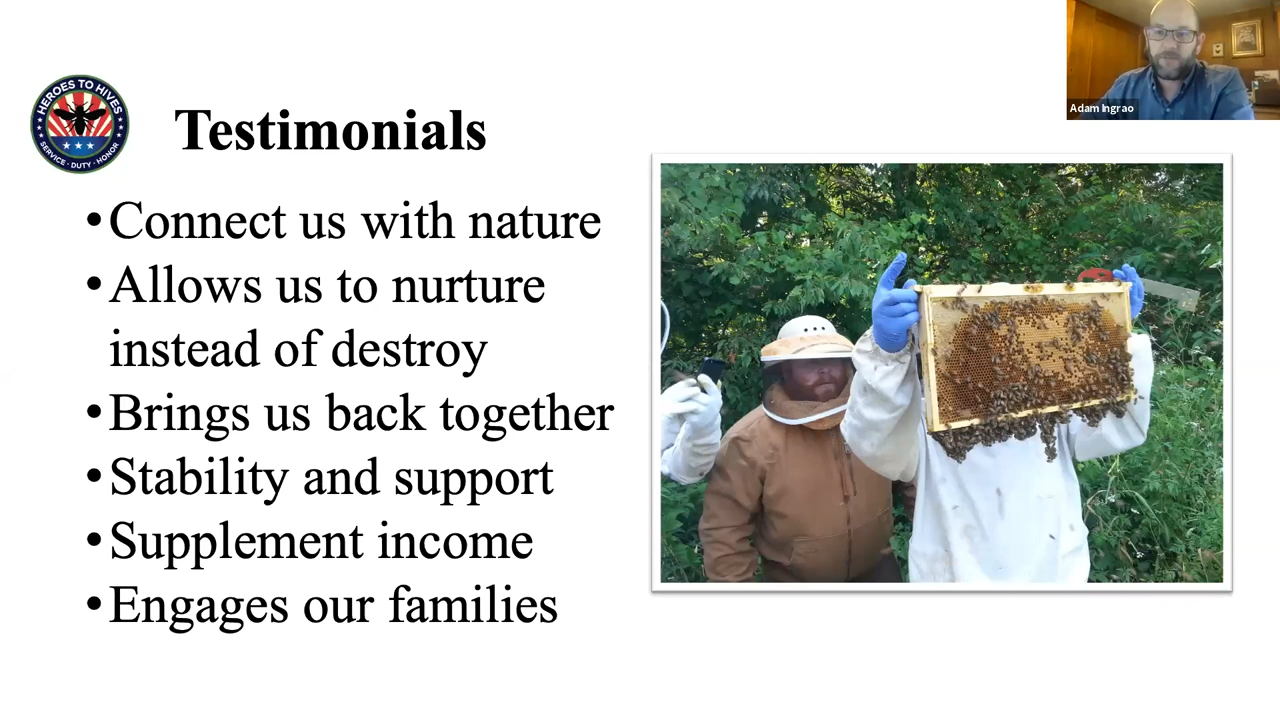 HEROES TO HIVES
SERVICE · DUTY · HONOR
Testimonials
•Connect us with nature
•Allows us to nurture
instead of destroy
•Brings us back together
•Stability and support
•Supplement income
•Engages our families
Adam Ingrao